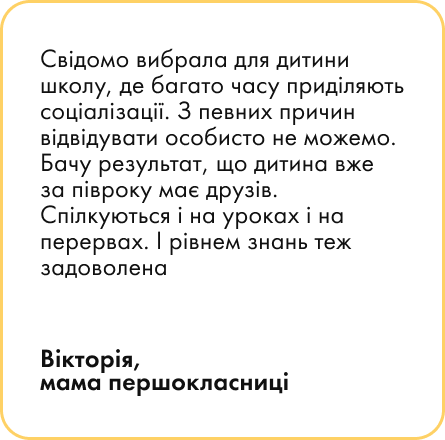 Свідомо вибрала для дитини
школу, де багато часу приділяють
соціалізації. З певних причин
відвідувати особисто не можемо.
Бачу результат, що дитина вже
за півроку має друзів.
Спілкуються і на уроках і на
перервах. І рівнем знань теж
задоволена
Вікторія,
мама першокласниці